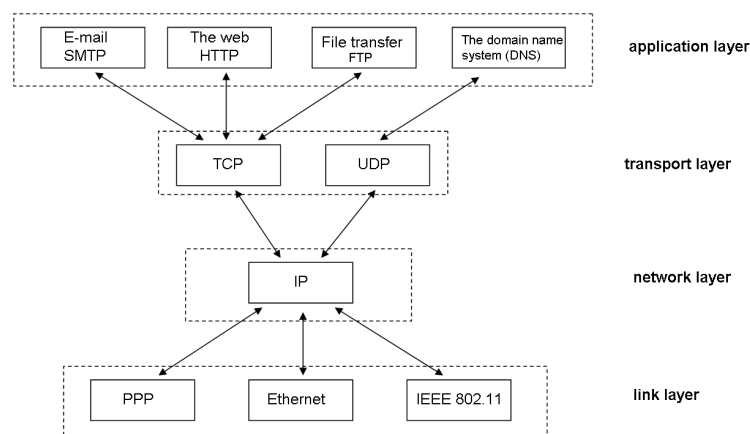 E-mail
SMTP
The web
HTTP
File transfer
FTP
The domain name
system (DNS)
application layer
TCP
UDP
transport layer
IP
network layer
PPP
Ethernet
IEEE 802.11
link layer